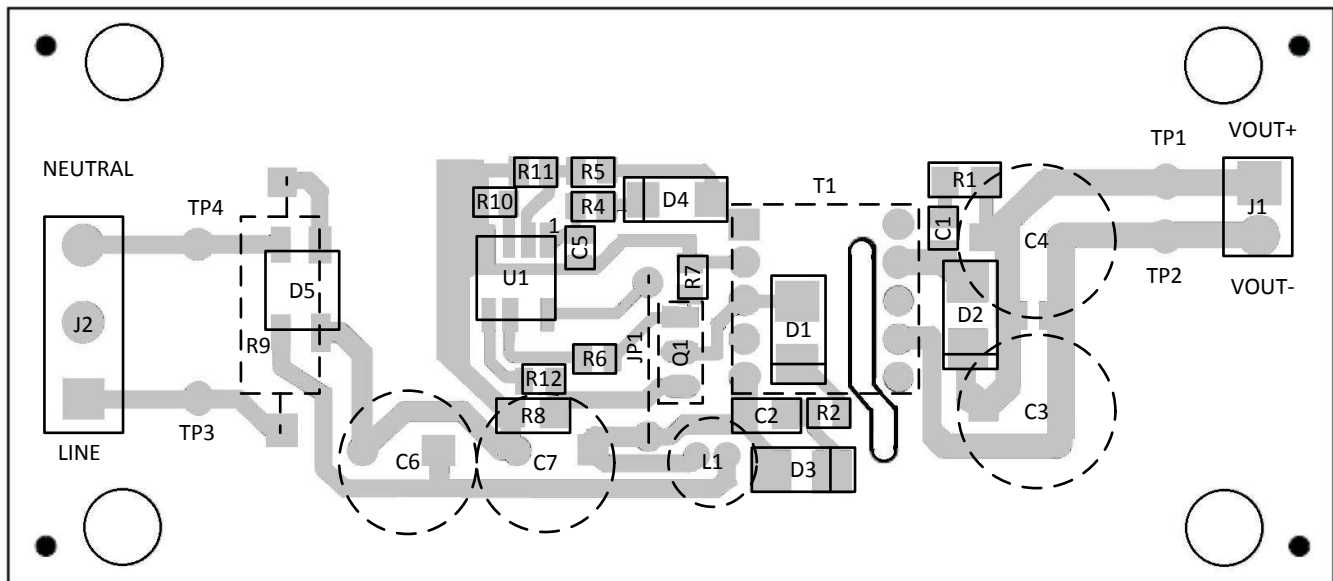 NEUTRAL
J2
LINE
TP4
TP3
D5
R9
C6
C7
R11
R5
R10
R4
D4
1
C5
U1
R7
JP1
Q1
R6
R12
R8
L1
T1
D1
C2
R2
D3
R1
C1
C4
D2
C3
TP1
TP2
VOUT+
J1
VOUT-